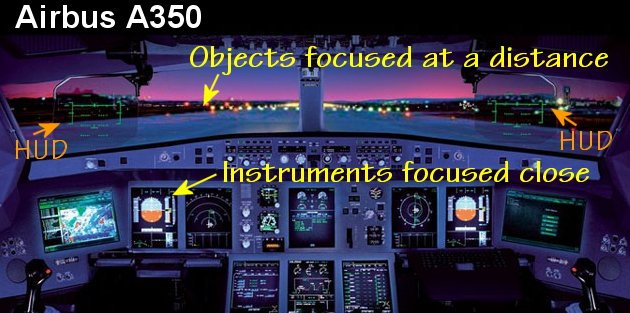 Airbus A350
Objects focused at a distance
HUD
HUD
Instruments focused close